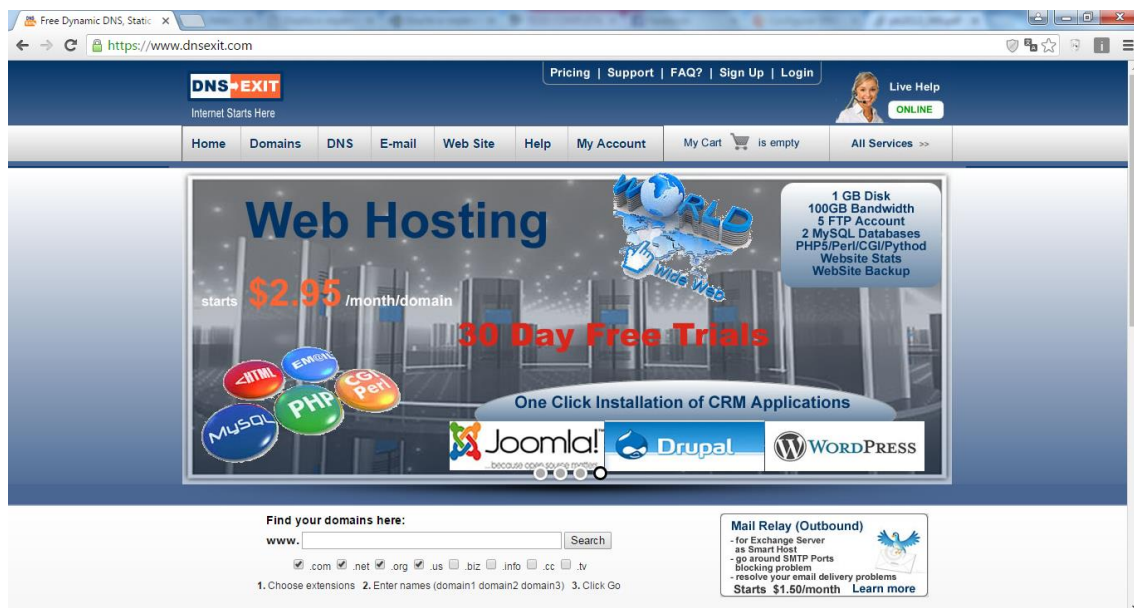 Free Dynamic DNS, Static
https://www.dnsexit.com
Pricing | Support | FAQ? | Sign Up | Login
DNS EXIT
Internet Starts Here
Live Help
ONLINE
Home Domains DNS E-mail Web Site Help My Account My Cart is empty All Services >>
Web Hosting
starts $2.95 /month/domain
30 Day Free Trials
WORLD
Wide Web
1 GB Disk
100GB Bandwidth
5 FTP Account
2 MySQL Databases
PHP5/Perl/CGI/Pythod
Website Stats
WebSite Backup
<HTML
EM@IL
CGI
Perl
PHP
MySQL
One Click Installation of CRM Applications
Joomla!
...because open source matters
Drupal
WORDPRESS
Find your domains here:
www. Search
.com .net .org .us .biz .info .cc .tv
1. Choose extensions 2. Enter names (domain1 domain2 domain3) 3. Click Go
Mail Relay (Outbound)
- for Exchange Server
as Smart Host
- go around SMTP Ports
blocking problem
- resolve your email delivery problems
Starts $1.50/month Learn more